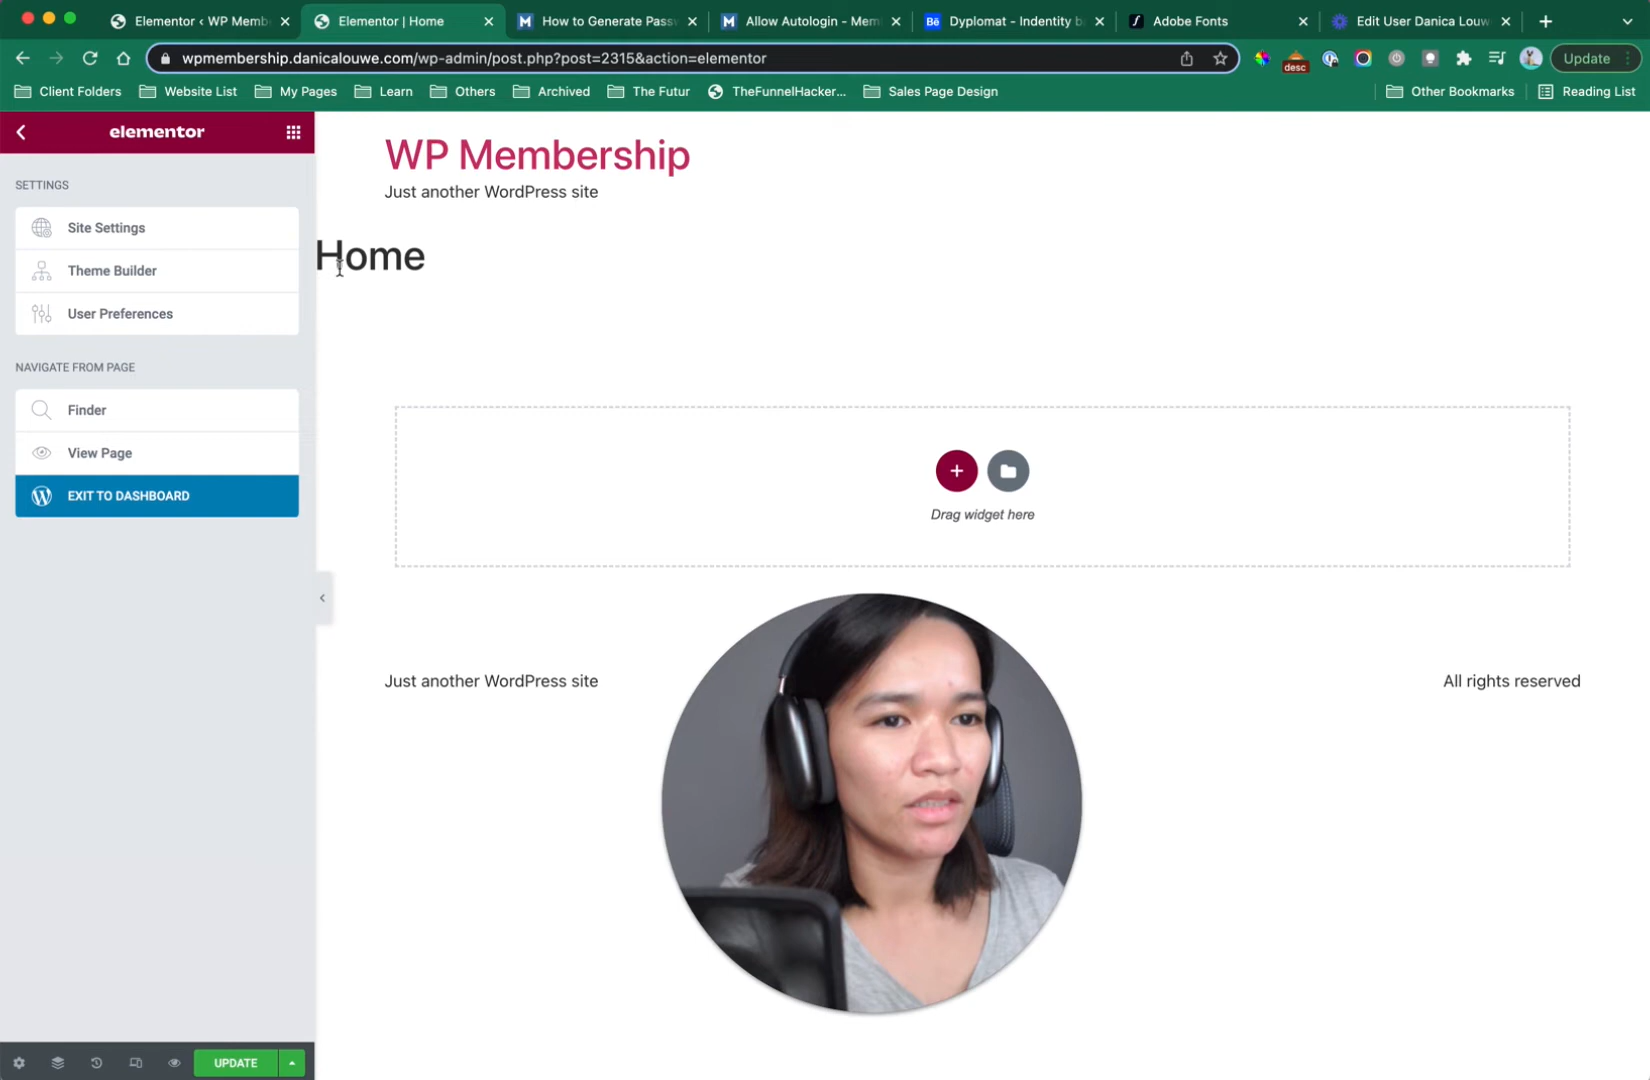 Elementor ‹ WP Memb
Elementor | Home
How to Generate Passw
Allow Autologin - Mem
Dyplomat - Indentity b
Adobe Fonts
Edit User Danica Louw
wpmembership.danicalouwe.com/wp-admin/post.php?post=2315&action=elementor
desc
Update
Client Folders
Website List
My Pages
Learn
Others
Archived
The Futur
TheFunnelHacker...
Sales Page Design
Other Bookmarks
Reading List
elementor
SETTINGS
Site Settings
Theme Builder
User Preferences
NAVIGATE FROM PAGE
Finder
View Page
EXIT TO DASHBOARD
UPDATE
WP Membership
Just another WordPress site
Home
Drag widget here
Just another WordPress site
All rights reserved